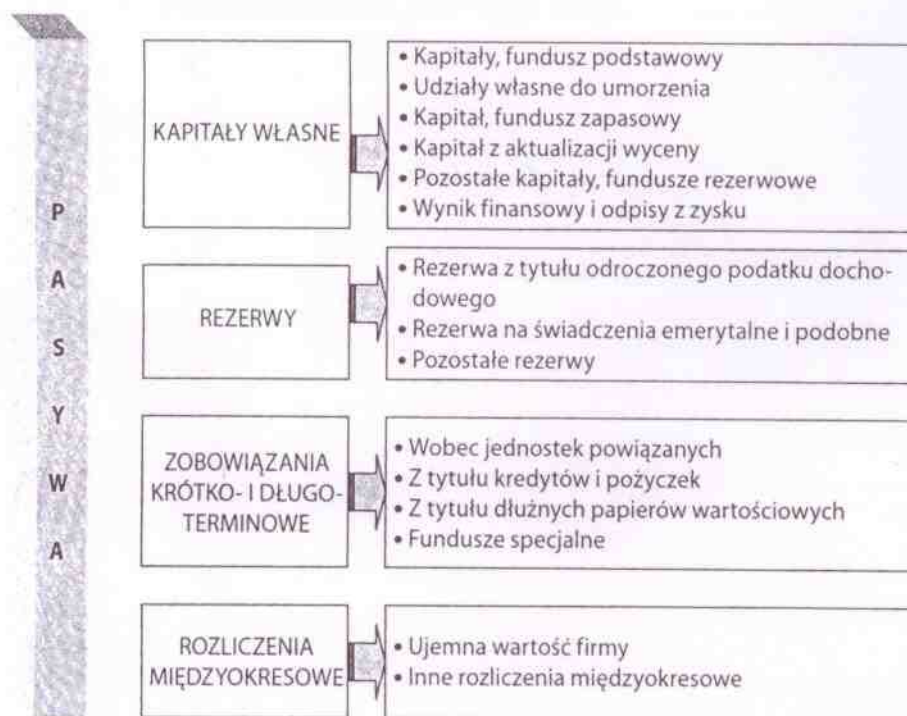 PASYWA
KAPITAŁY WŁASNE
• Kapitały, fundusz podstawowy
• Udziały własne do umorzenia
• Kapitał, fundusz zapasowy
• Kapitał z aktualizacji wyceny
• Pozostałe kapitały, fundusze rezerwowe
• Wynik finansowy i odpisy z zysku
REZERWY
• Rezerwa z tytułu odroczonego podatku docho-
dowego
• Rezerwa na świadczenia emerytalne i podobne
• Pozostałe rezerwy
ZOBOWIĄZANIA
KRÓTKO- I DŁUGO-
TERMINOWE
• Wobec jednostek powiązanych
• Z tytułu kredytów i pożyczek
• Z tytułu dłużnych papierów wartościowych
• Fundusze specjalne
ROZLICZENIA
MIĘDZYOKRESOWE
• Ujemna wartość firmy
• Inne rozliczenia międzyokresowe